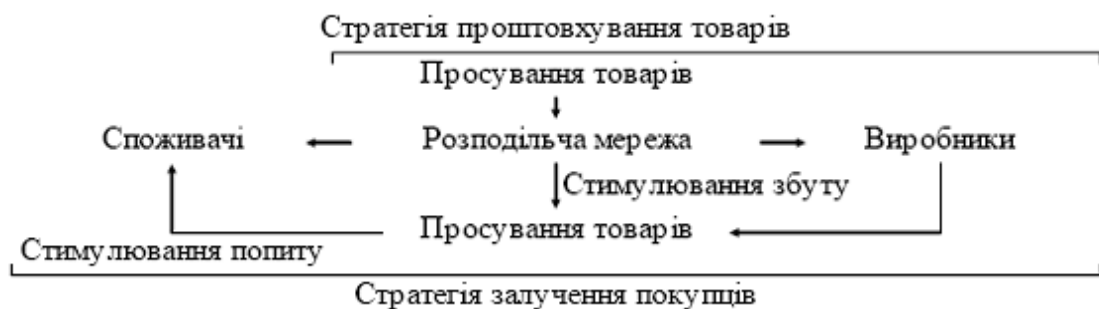 Стратегія проштовхування товарів
Просування товарів
Споживачі Розподільча мережа Виробники
Стимулювання збуту
Просування товарів
Стимулювання попиту
Стратегія залучення покупців